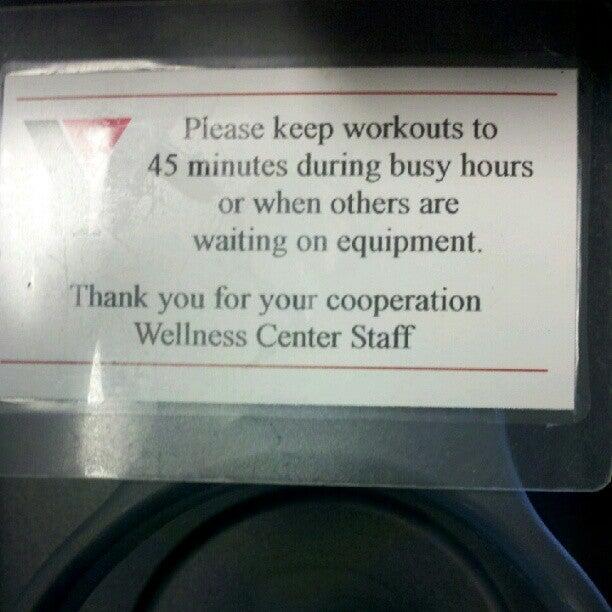 Please keep workouts to
45 minutes during busy hours
or when others are
waiting on equipment.
Thank you for your cooperation
Wellness Center Staff